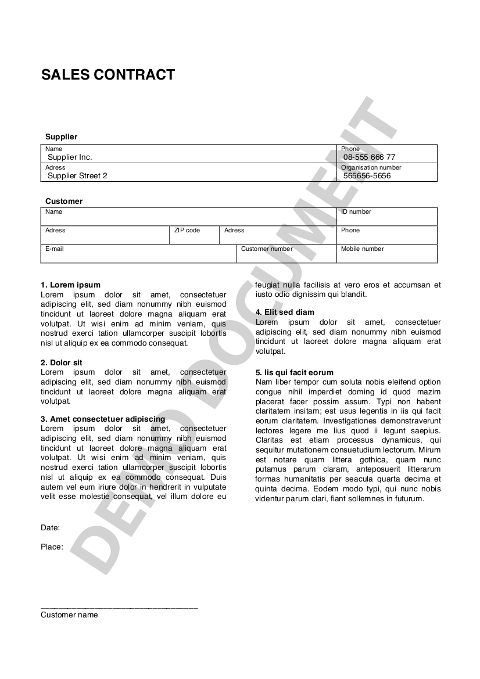 SALES CONTRACT
Supplier
Name Phone
Supplier Inc. 08-555 666 77
Adress Organisation number
Supplier Street 2 565656-5656
Customer
Name ID number
Adress ZIP code Adress Phone
E-mail Customer number Mobile number
1. Lorem ipsum
Lorem ipsum dolor sit amet, consectetuer
adipiscing elit, sed diam nonummy nibh euismod
tincidunt ut laoreet dolore magna aliquam erat
volutpat. Ut wisi enim ad minim veniam, quis
nostrud exerci tation ullamcorper suscipit lobortis
nisl ut aliquip ex ea commodo consequat.
2. Dolor sit
Lorem ipsum dolor sit amet, consectetuer
adipiscing elit, sed diam nonummy nibh euismod
tincidunt ut laoreet dolore magna aliquam erat
volutpat.
3. Amet consectetuer adipiscing
Lorem ipsum dolor sit amet, consectetuer
adipiscing elit, sed diam nonummy nibh euismod
tincidunt ut laoreet dolore magna aliquam erat
volutpat. Ut wisi enim ad minim veniam, quis
nostrud exerci tation ullamcorper suscipit lobortis
nisl ut aliquip ex ea commodo consequat. Duis
autem vel eum iriure dolor in hendrerit in vulputate
velit esse molestie consequat, vel illum dolore eu
feugiat nulla facilisis at vero eros et accumsan et
iusto odio dignissim qui blandit.
4. Elit sed diam
Lorem ipsum dolor sit amet, consectetuer
adipiscing elit, sed diam nonummy nibh euismod
tincidunt ut laoreet dolore magna aliquam erat
volutpat.
5. Iis qui facit eorum
Nam liber tempor cum soluta nobis eleifend option
congue nihil imperdiet doming id quod mazim
placerat facer possim assum. Typi non habent
claritatem insitam; est usus legentis in iis qui facit
eorum claritatem. Investigationes demonstraverunt
lectores legere me lius quod ii legunt saepius.
Claritas est etiam processus dynamicus, qui
sequitur mutationem consuetudium lectorum. Mirum
est notare quam littera gothica, quam nunc
putamus parum claram, anteposuerit litterarum
formas humanitatis per seacula quarta decima et
quinta decima. Eodem modo typi, qui nunc nobis
videntur parum clari, fiant sollemnes in futurum.
Date:
Place:
Customer name
DEMO DOCUMENT